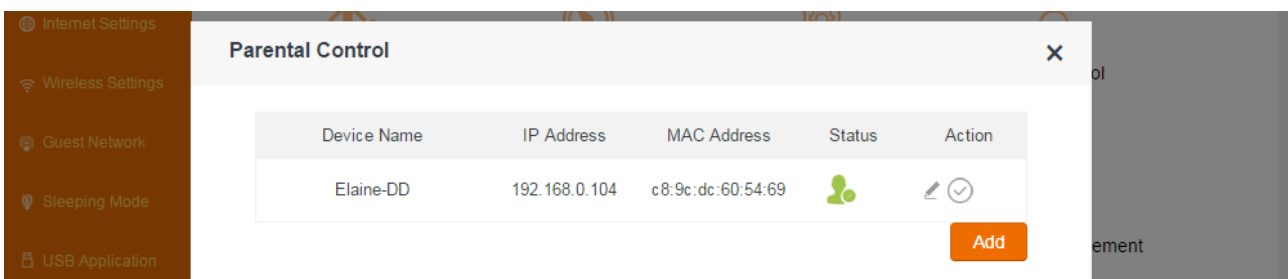 Internet Settings
Parental Control
ol
Wireless Settings
Device Name IP Address MAC Address Status Action
Guest Network
Elaine-DD 192.168.0.104 c8:9c:dc:60:54:69
Sleeping Mode
Add
ement
USB Application